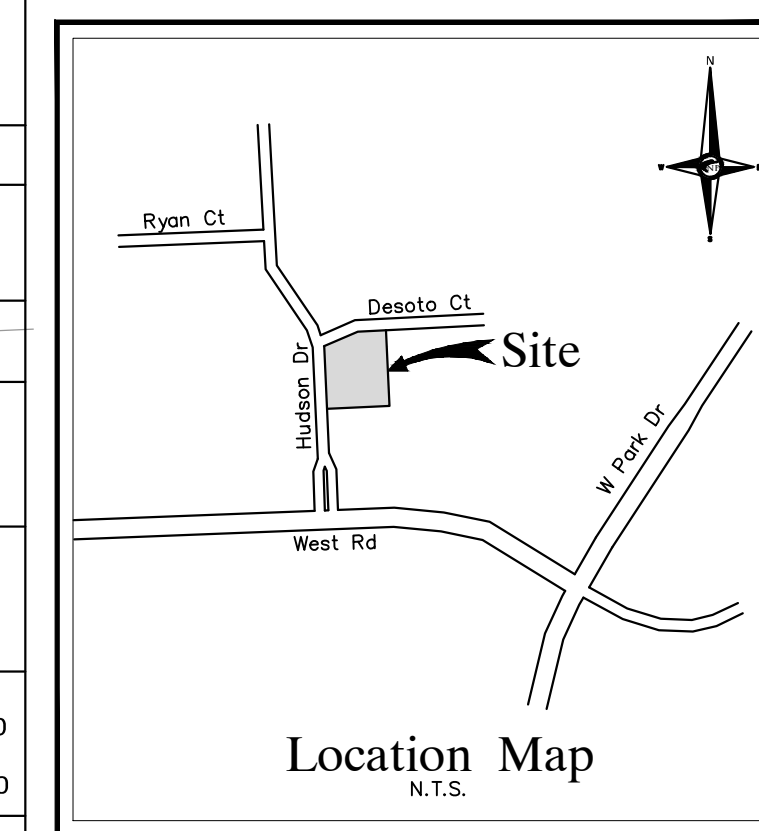 N
W
S
Ryan Ct
Desoto Ct
Site
Hudson Dr
W Park Dr
West Rd
Location Map
N.T.S.